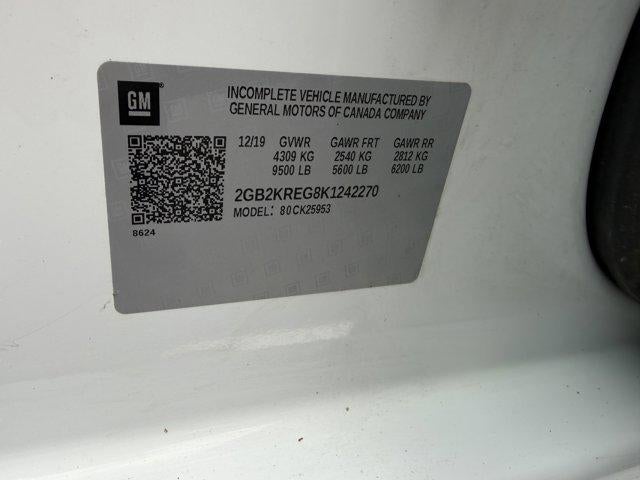 GM
INCOMPLETE VEHICLE MANUFACTURED BY
GENERAL MOTORS OF CANADA COMPANY
12/19 GVWR GAWR FRT GAWR RR
4309 KG 2540 KG 2812 KG
9500 LB 5600 LB 6200 LB
2GB2KREG8K1242270
MODEL: 80CK25953
8624